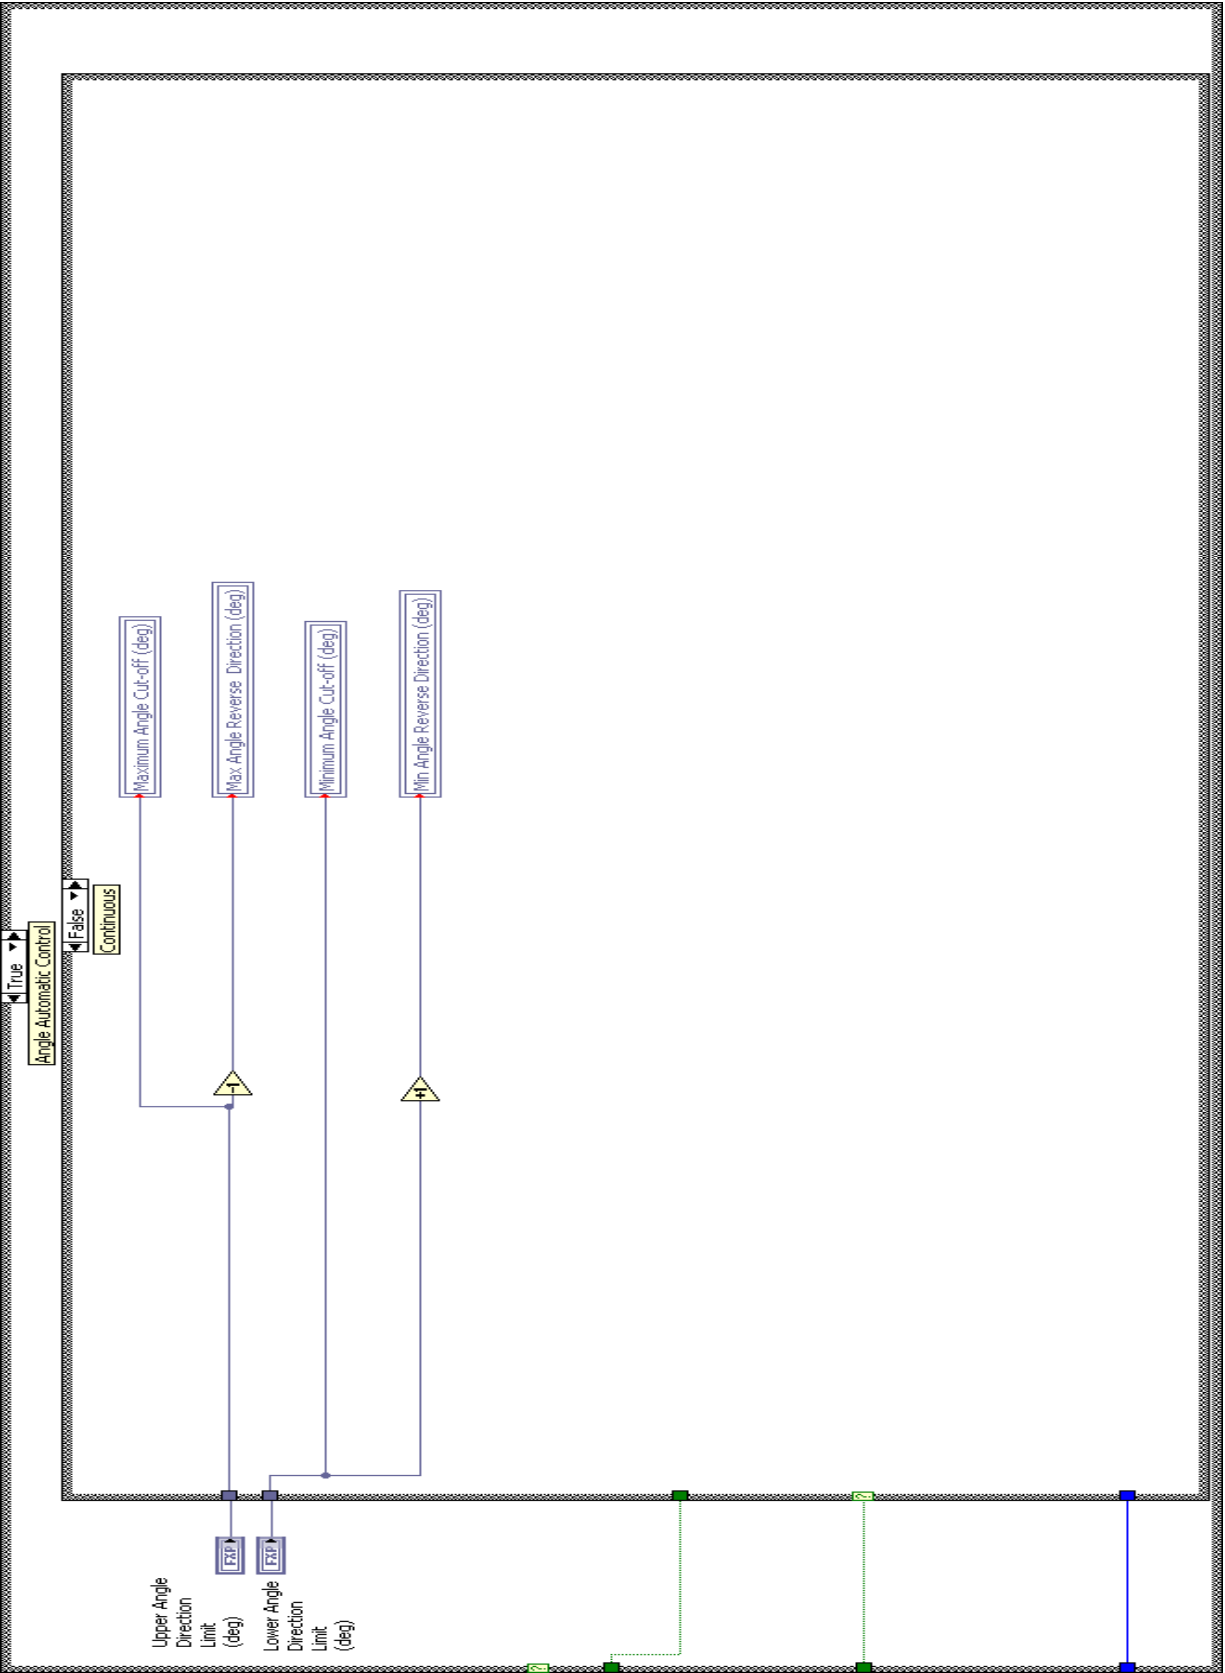 True
Angle Automatic Control
False
Continuous
Maximum Angle Cut-off (deg)
Max Angle Reverse  Direction (deg)
Minimum Angle Cut-off (deg)
Min Angle Reverse Direction (deg)
-1
+1
Upper Angle
Direction
Limit
(deg)
FXP
Lower Angle
Direction
Limit
(deg)
FXP
?
?